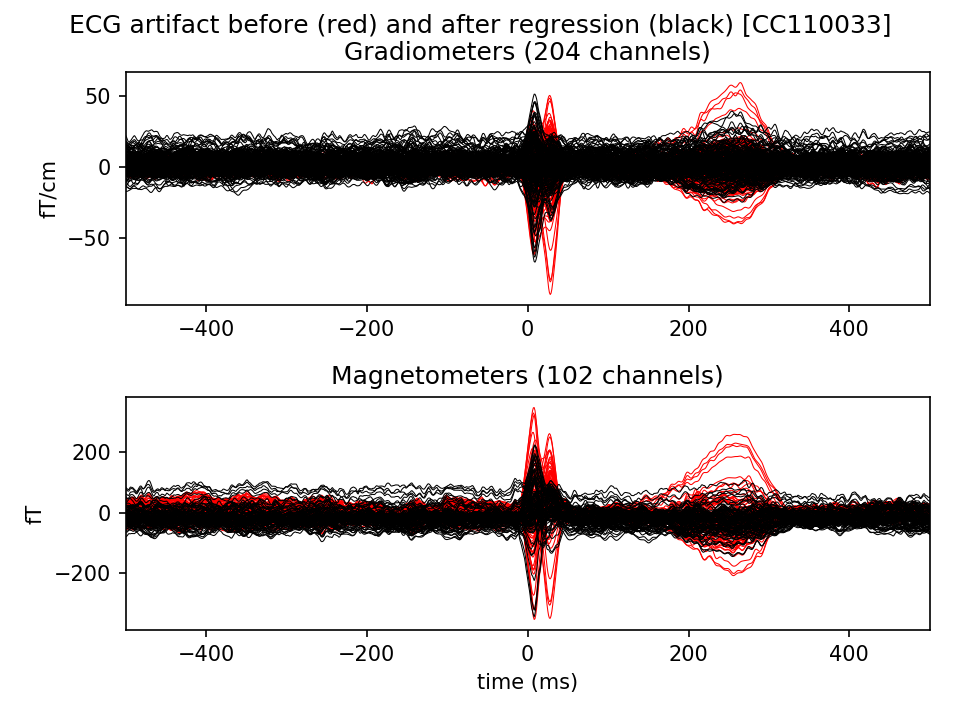 ECG artifact before (red) and after regression (black) [CC110033]
Gradiometers (204 channels)
50
0
−50
fT/cm
−400 −200 0 200 400
Magnetometers (102 channels)
200
0
−200
fT
−400 −200 0 200 400
time (ms)